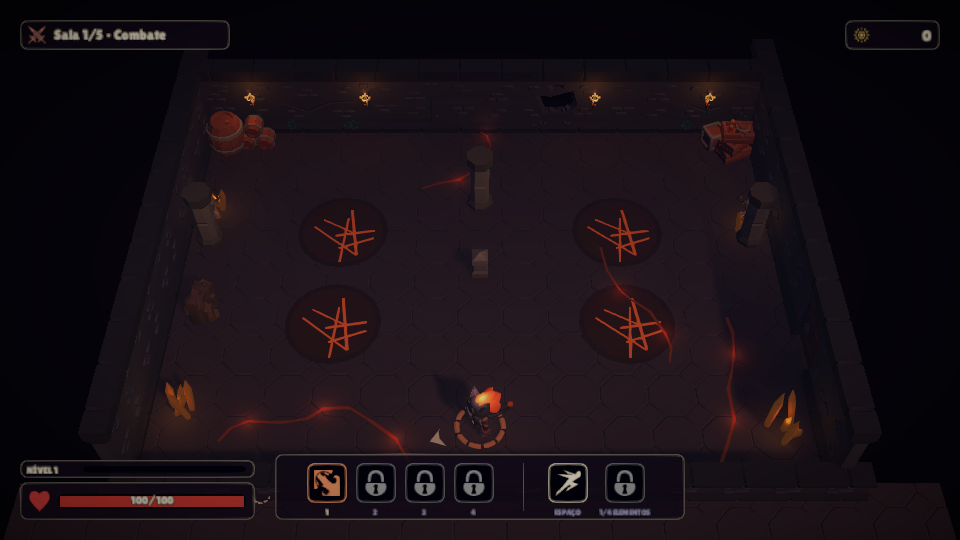 Sala 1/5 - Combate
0
NÍVEL 1
100/100
1
2
3
4
ESPAÇO
1/4 ELEMENTOS